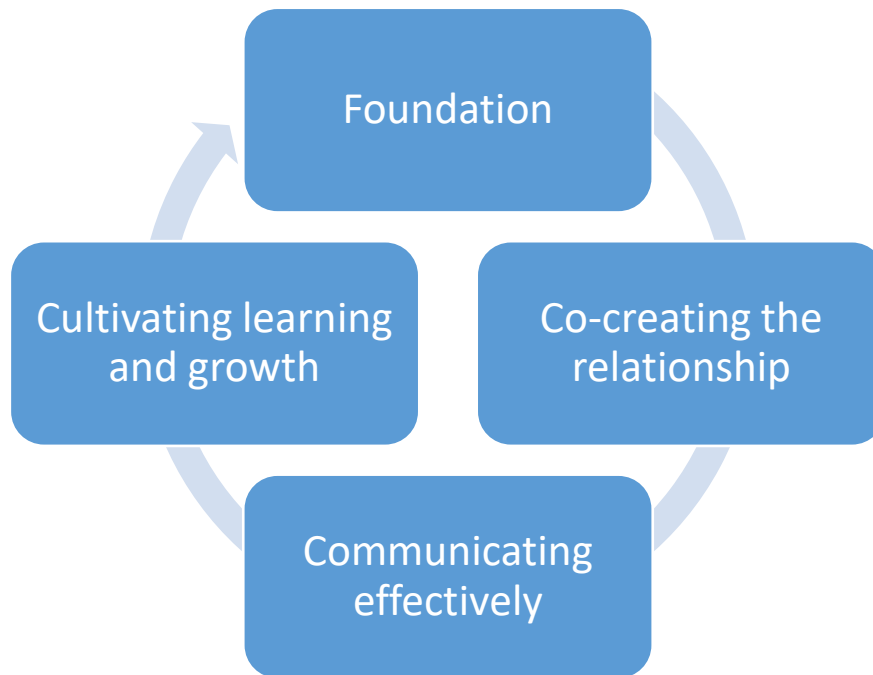 Foundation
Co-creating the
relationship
Communicating
effectively
Cultivating learning
and growth